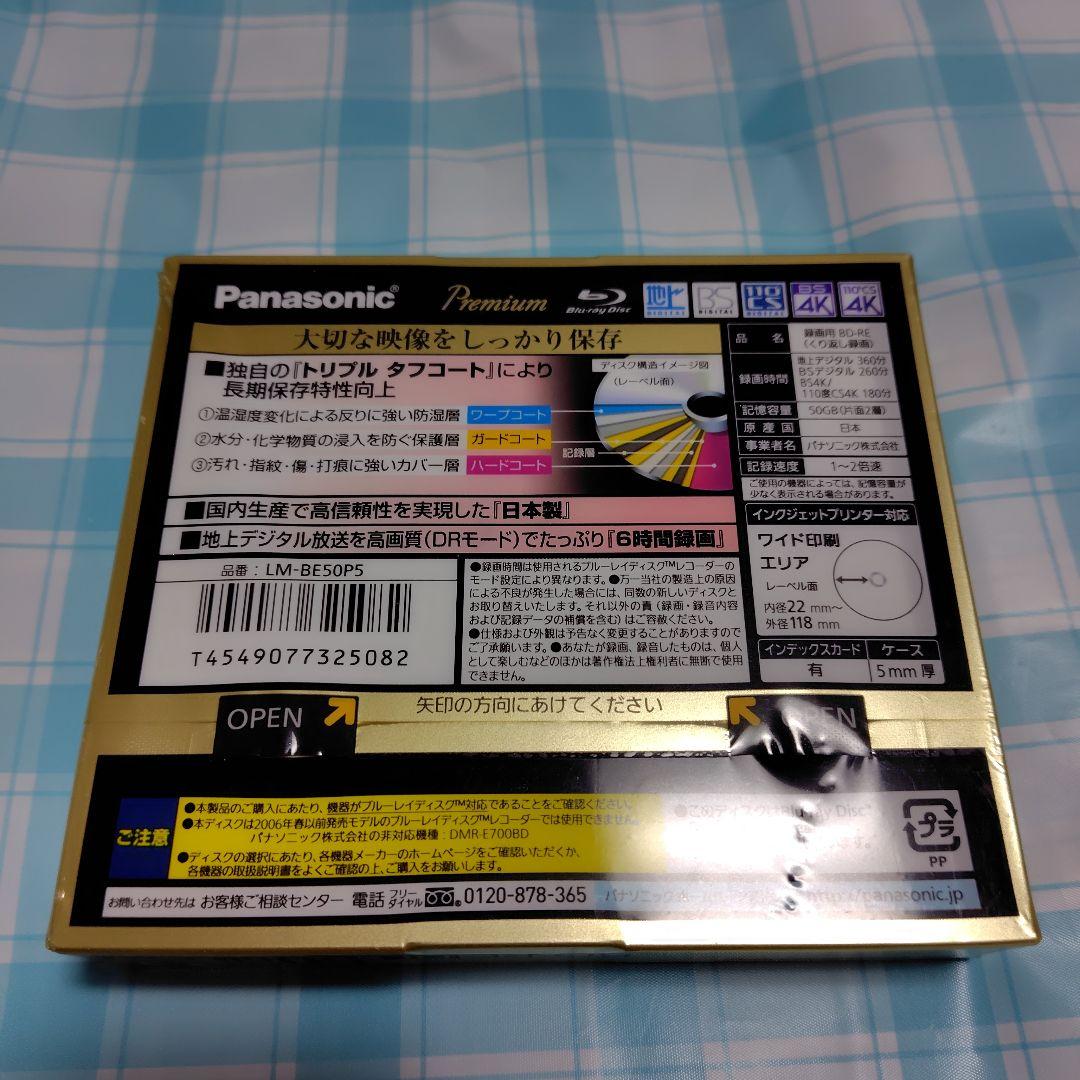 Panasonic® Premium Blu-ray Disc 地上 DIGITAL BS DIGITAL 110 CS DIGITAL BS 4K 110°CS 4K
大切な映像をしっかり保存
■独自の『トリプル タフコート』により
長期保存特性向上
①温湿度変化による反りに強い防湿層 ワープコート
②水分・化学物質の浸入を防ぐ保護層 ガードコート
③汚れ・指紋・傷・打痕に強いカバー層 ハードコート
ディスク構造イメージ図
(レーベル面)
記録層
■国内生産で高信頼性を実現した『日本製』
■地上デジタル放送を高画質(DRモード)でたっぷり『6時間録画』
品名 録画用 BD-RE
(くり返し録画)
録画時間 地上デジタル 360分
BSデジタル 260分
BS4K/
110度CS4K 180分
記憶容量 50GB(片面2層)
原産国 日本
事業者名 パナソニック株式会社
記録速度 1～2倍速
ご使用の機器によっては、記憶容量が
少なく表示される場合があります。
インクジェットプリンター対応
ワイド印刷
エリア
レーベル面
内径22 mm～
外径118 mm
インデックスカード ケース
有 5mm厚
品番 : LM-BE50P5
T4549077325082
●録画時間は使用されるブルーレイディスク™レコーダーの
モード設定により異なります。●万一当社の製造上の原因
による不良が発生した場合には、同数の新しいディスクと
お取り替えいたします。それ以外の責(録画・録音内容
および記録データの補償を含む)はご容赦ください。
●仕様および外観は予告なく変更することがありますので
ご了承願います。●あなたが録画、録音したものは、個人
として楽しむなどのほかは著作権法上権利者に無断で使用
できません。
OPEN 矢印の方向にあけてください OPEN
ご注意
●本製品のご購入にあたり、機器がブルーレイディスク™対応であることをご確認ください。
●本ディスクは2006年春以前発売モデルのブルーレイディスク™レコーダーでは使用できません。
パナソニック株式会社の非対応機種 : DMR-E700BD
●ディスクの選択にあたり、各機器メーカーのホームページをご確認いただくか、
各機器の取扱説明書をよくご確認の上、ご購入をお願いします。
プラ
PP
お問い合わせ先は お客様ご相談センター 電話 フリーダイヤル 0120-878-365 http://panasonic.jp